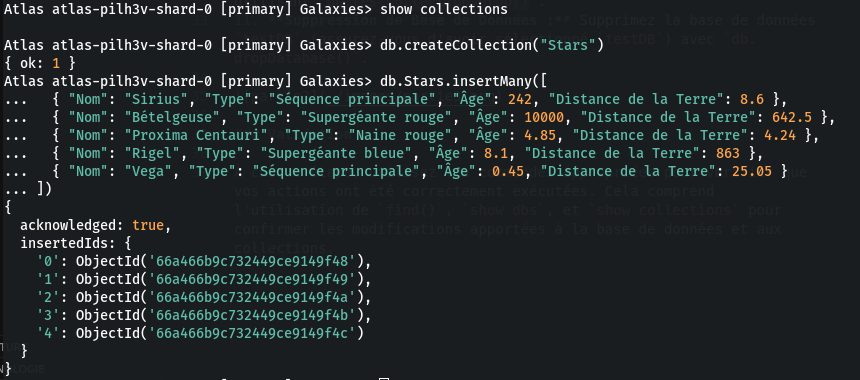 Atlas atlas-pilh3v-shard-0 [primary] Galaxies> show collections
Atlas atlas-pilh3v-shard-0 [primary] Galaxies> db.createCollection("Stars")
{ ok: 1 }
Atlas atlas-pilh3v-shard-0 [primary] Galaxies> db.Stars.insertMany([
...   { "Nom": "Sirius", "Type": "Séquence principale", "Âge": 242, "Distance de la Terre": 8.6 },
...   { "Nom": "Bételgeuse", "Type": "Supergéante rouge", "Âge": 10000, "Distance de la Terre": 642.5 },
...   { "Nom": "Proxima Centauri", "Type": "Naine rouge", "Âge": 4.85, "Distance de la Terre": 4.24 },
...   { "Nom": "Rigel", "Type": "Supergéante bleue", "Âge": 8.1, "Distance de la Terre": 863 },
...   { "Nom": "Vega", "Type": "Séquence principale", "Âge": 0.45, "Distance de la Terre": 25.05 }
... ])
{
  acknowledged: true,
  insertedIds: {
    '0': ObjectId('66a466b9c732449ce9149f48'),
    '1': ObjectId('66a466b9c732449ce9149f49'),
    '2': ObjectId('66a466b9c732449ce9149f4a'),
    '3': ObjectId('66a466b9c732449ce9149f4b'),
    '4': ObjectId('66a466b9c732449ce9149f4c')
  }
}